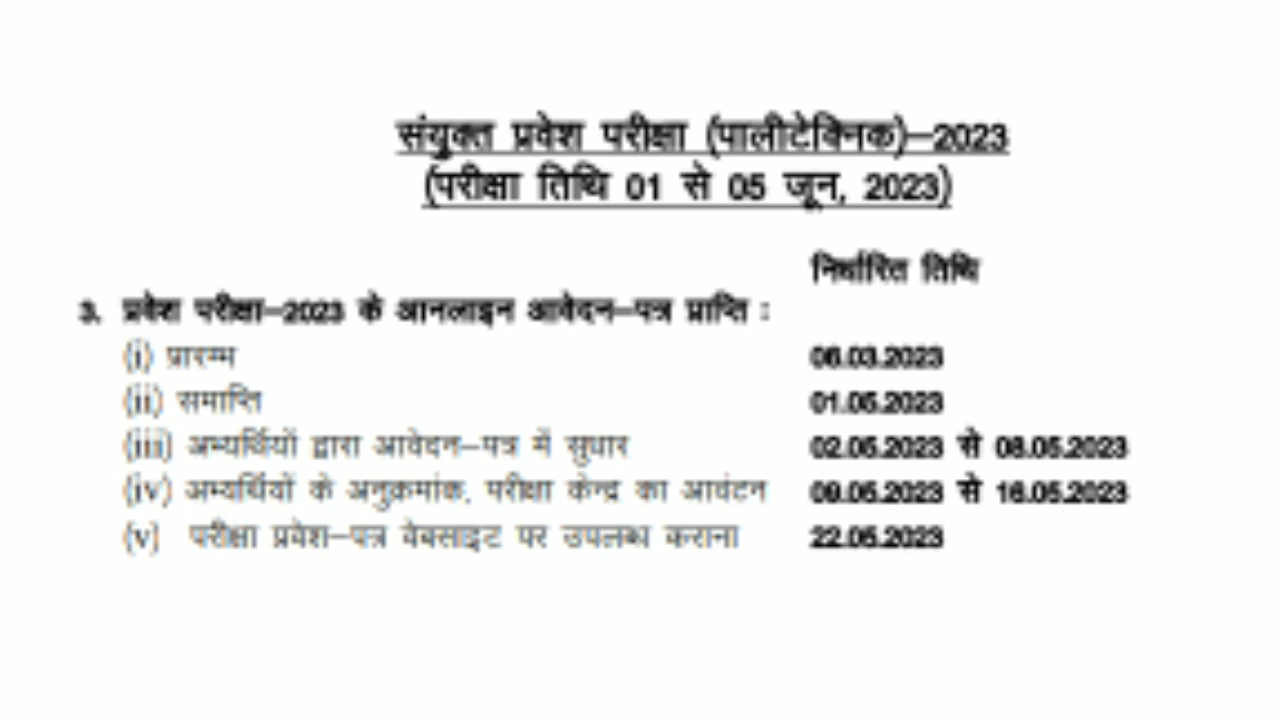 संयुक्त प्रवेश परीक्षा (पालीटेक्निक)–2023
(परीक्षा तिथि 01 से 05 जून, 2023)
निर्धारित तिथि
3. प्रवेश परीक्षा–2023 के आनलाइन आवेदन–पत्र प्राप्ति :
(i) प्रारम्भ 06.03.2023
(ii) समाप्ति 01.05.2023
(iii) अभ्यर्थियों द्वारा आवेदन–पत्र में सुधार 02.05.2023 से 08.05.2023
(iv) अभ्यर्थियों के अनुक्रमांक, परीक्षा केन्द्र का आवंटन 09.05.2023 से 16.05.2023
(v) परीक्षा प्रवेश–पत्र वेबसाइट पर उपलब्ध कराना 22.05.2023